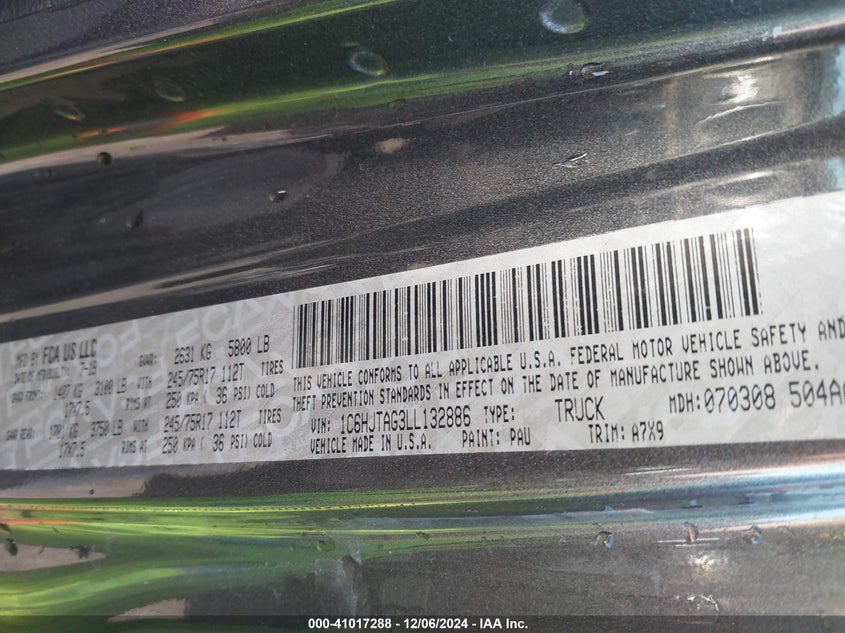 MFD BY FCA US LLC
DATE OF MFR 7-19 GVWR: 2631 KG 5800 LB
GAWR FRONT: 1407 KG 3100 LB WITH 245/75R17 112T TIRES
17X7.5 RIMS AT 250 KPA ( 36 PSI) COLD
GAWR REAR: 1701 KG 3750 LB WITH 245/75R17 112T TIRES
17X7.5 RIMS AT 250 KPA ( 36 PSI) COLD
THIS VEHICLE CONFORMS TO ALL APPLICABLE U.S.A. FEDERAL MOTOR VEHICLE SAFETY AND
THEFT PREVENTION STANDARDS IN EFFECT ON THE DATE OF MANUFACTURE SHOWN ABOVE.
VIN: 1C6HJTAG3LL132886 TYPE: TRUCK MDH: 070308 504
VEHICLE MADE IN U.S.A. PAINT: PAU TRIM: A7X9
000-41017288 - 12/06/2024 - IAA Inc.